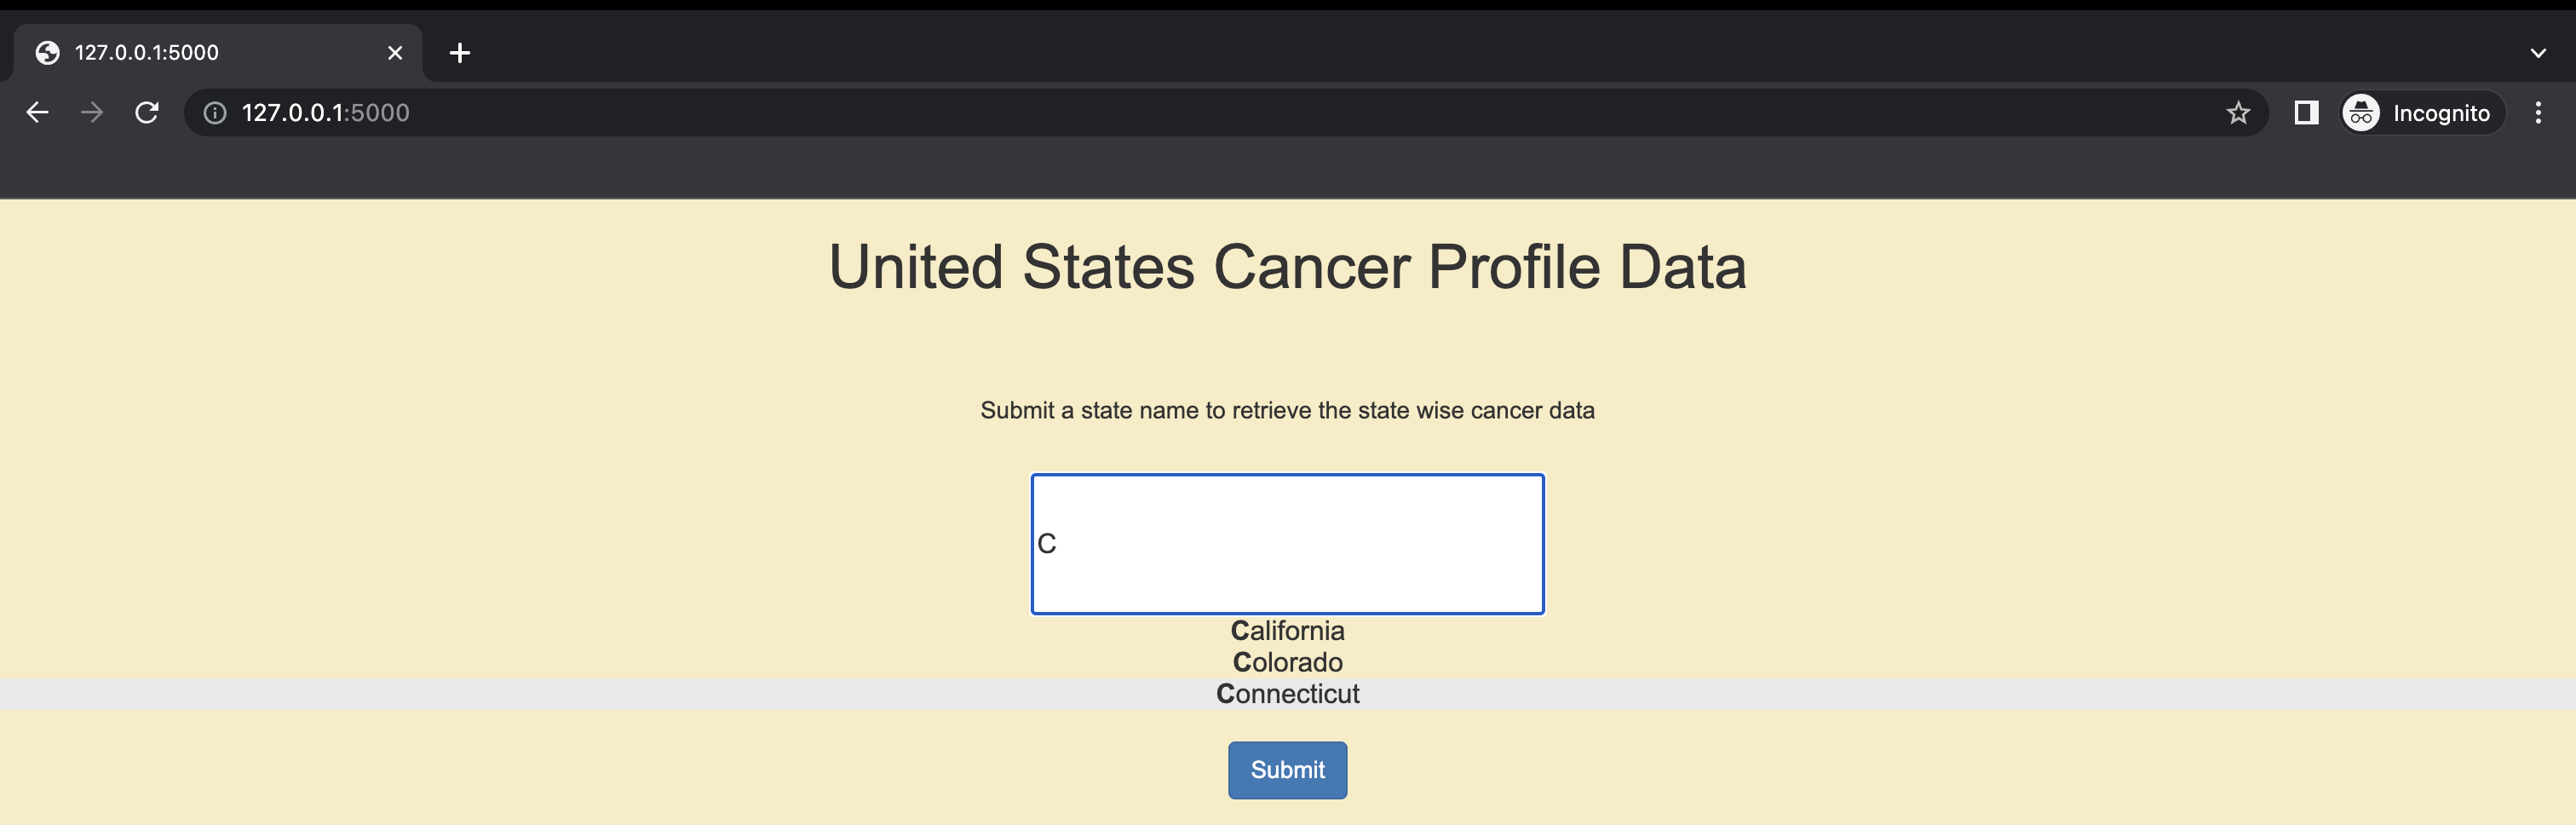 127.0.0.1:5000
127.0.0.1:5000 Incognito
United States Cancer Profile Data
Submit a state name to retrieve the state wise cancer data
C
California
Colorado
Connecticut
Submit